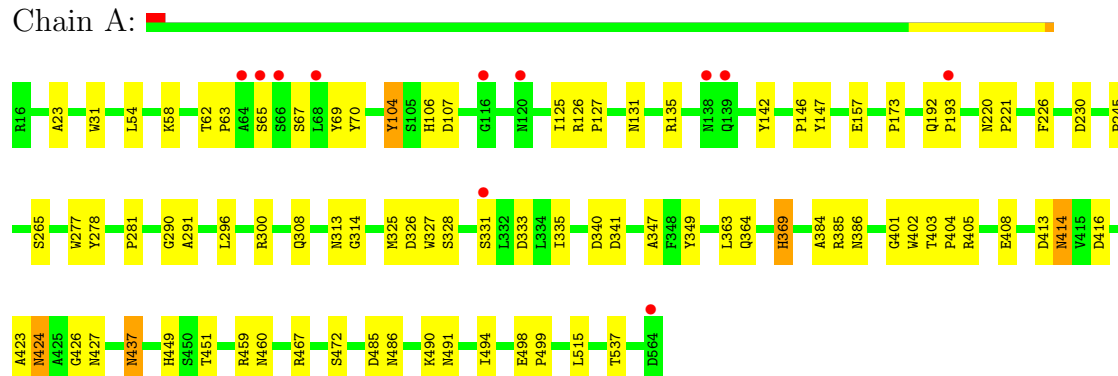 Chain A:
R16 A23 W31 L54 K58 T62 P63 A64 S65 S66 S67 L68 Y69 Y70 Y104 S105 H106 D107 G116 N120 I125 R126 P127 N131 R135 N138 Q139 Y142 P146 Y147 E157 P173 Q192 P193 N220 P221 F226 D230
S265 W277 Y278 P281 G290 A291 L296 R300 Q308 N313 G314 M325 D326 W327 S328 S331 L332 D333 L334 I335 D340 D341 A347 F348 Y349 L363 Q364 H369 A384 R385 N386 G401 W402 T403 P404 R405 E408 D413 N414 V415 D416
A423 N424 A425 G426 N427 N437 H449 S450 T451 R459 N460 R467 S472 D485 N486 K490 N491 I494 E498 P499 L515 T537 D564